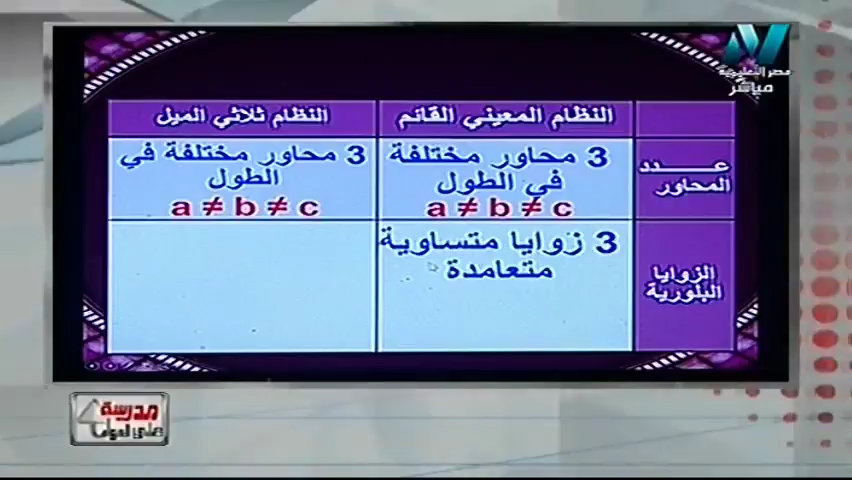 مصر التعليمية
مباشر
النظام المعيني القائم
النظام ثلاثي الميل
عدد
المحاور
3 محاور مختلفة
في الطول
a ≠ b ≠ c
3 محاور مختلفة في
الطول
a ≠ b ≠ c
الزوايا
البلورية
3 زوايا متساوية
متعامدة
مدرسة
على الهواء